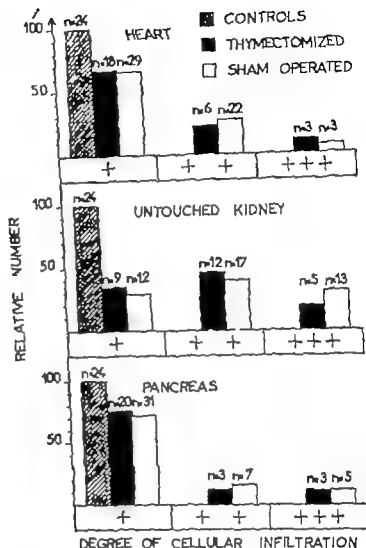 CONTROLS
HEART
THYMECTOMIZED
SHAM OPERATED
n=24
n=18 n=29
n=6 n=22
n=3 n=3
50
+
+ +
+++
UNTOUCHED KIDNEY
n=24
n=9 n=12
n=12 n=17
n=5 n=13
100
50
+
+ +
+++
RELATIVE NUMBER
PANCREAS
n=24
n=20 n=31
n=3 n=7
n=3 n=5
100
50
+
+ +
+++
DEGREE OF CELLULAR INFILTRATION